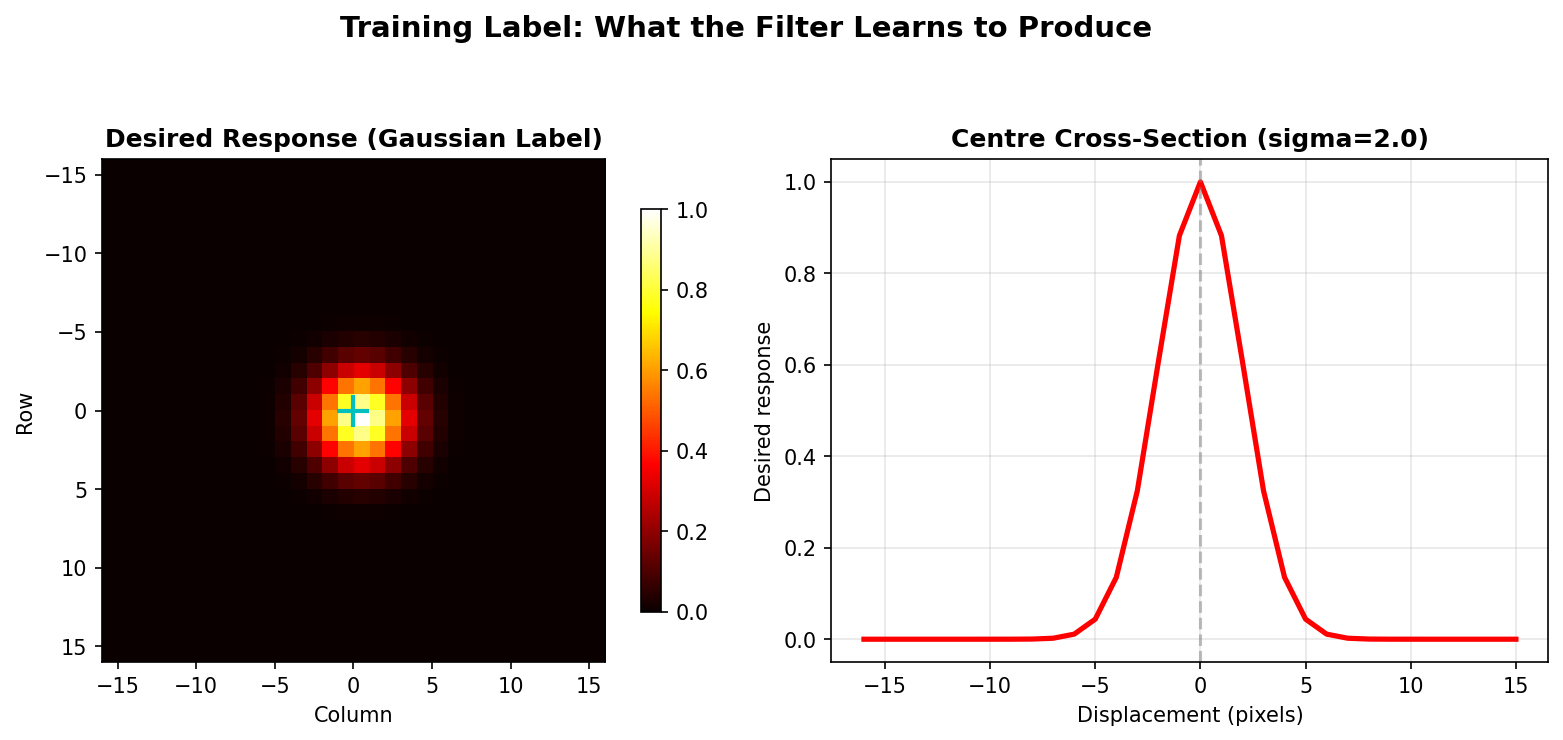 Training Label: What the Filter Learns to Produce
Desired Response (Gaussian Label)
−15
−10
−5
0
5
10
15
Row
−15 −10 −5 0 5 10 15
Column
1.0
0.8
0.6
0.4
0.2
0.0
Centre Cross-Section (sigma=2.0)
1.0
0.8
0.6
0.4
0.2
0.0
Desired response
−15 −10 −5 0 5 10 15
Displacement (pixels)